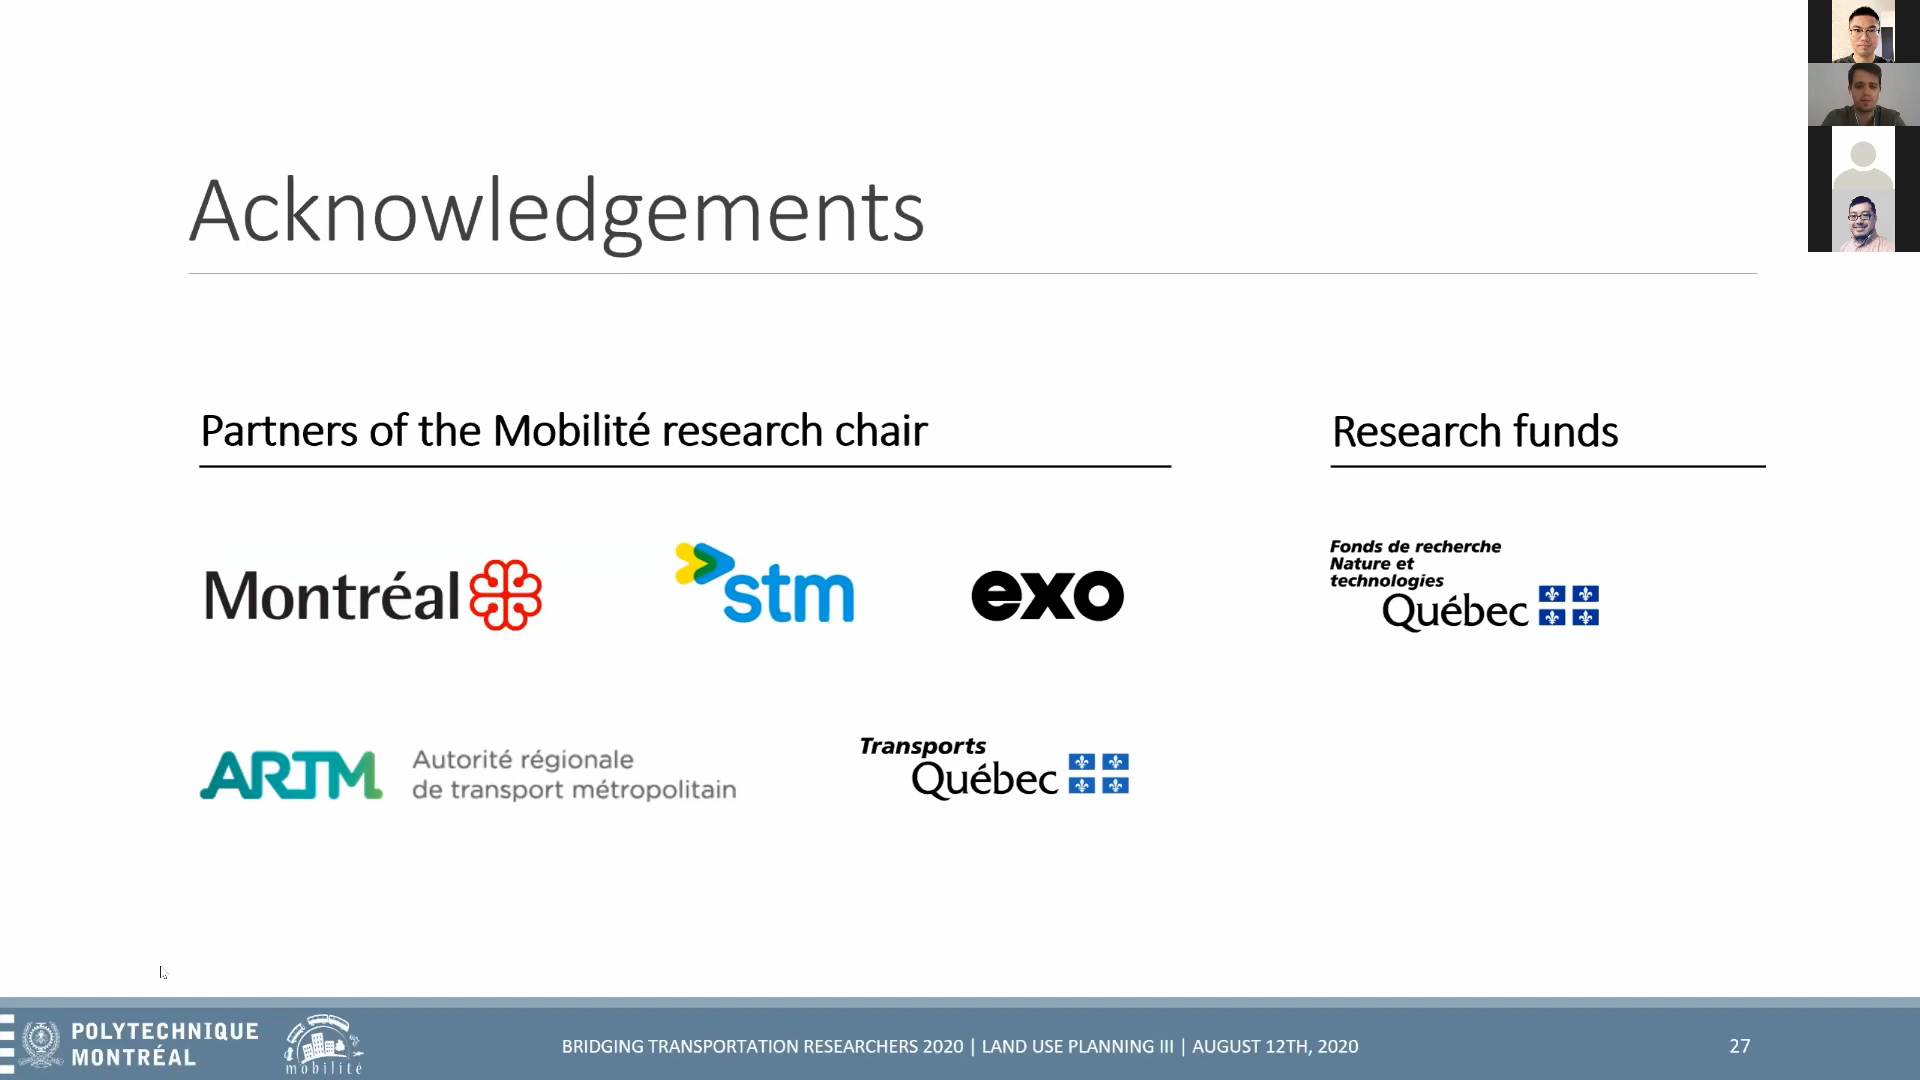 Acknowledgements
Partners of the Mobilité research chair
Research funds
Montréal
stm
exo
Fonds de recherche
Nature et
technologies
Québec
ARTM
Autorité régionale
de transport métropolitain
Transports
Québec
POLYTECHNIQUE
MONTRÉAL
mobilité
BRIDGING TRANSPORTATION RESEARCHERS 2020 | LAND USE PLANNING III | AUGUST 12TH, 2020
27